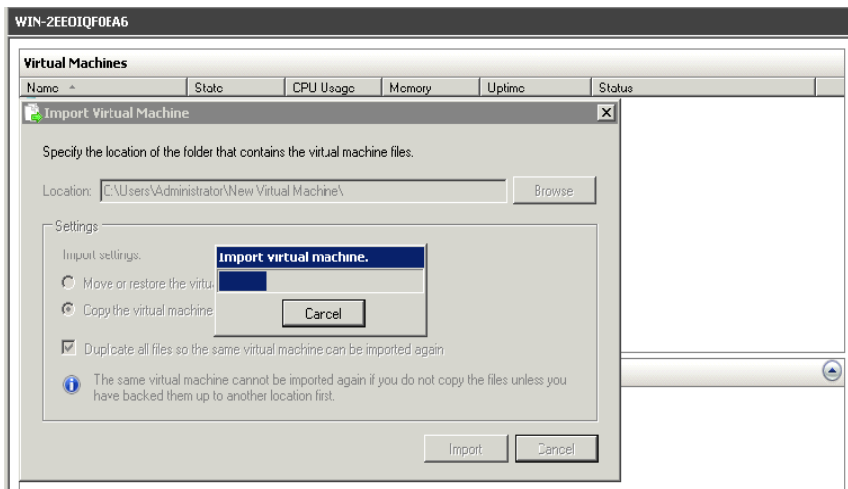 WIN-2EEOIQF0EA6
Virtual Machines
Name State CPU Usage Memory Uptime Status
Import Virtual Machine
Specify the location of the folder that contains the virtual machine files.
Location: C:\Users\Administrator\New Virtual Machine\ Browse
Settings
Import settings:
Import virtual machine.
Move or restore the virtu
Copy the virtual machine
Cancel
Duplicate all files so the same virtual machine can be imported again
The same virtual machine cannot be imported again if you do not copy the files unless you
have backed them up to another location first.
Import Cancel